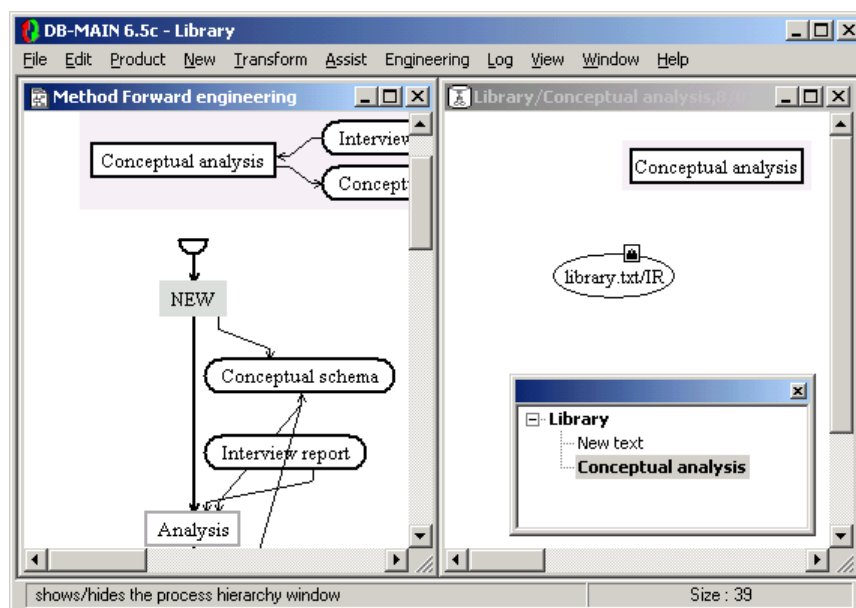 DB-MAIN 6.5c - Library
File Edit Product New Transform Assist Engineering Log View Window Help
Method Forward engineering
Conceptual analysis
NEW
Conceptual schema
Interview report
Analysis
Library/Conceptual analysis
Conceptual analysis
library.txt/IR
Library
New text
Conceptual analysis
shows/hides the process hierarchy window
Size : 39